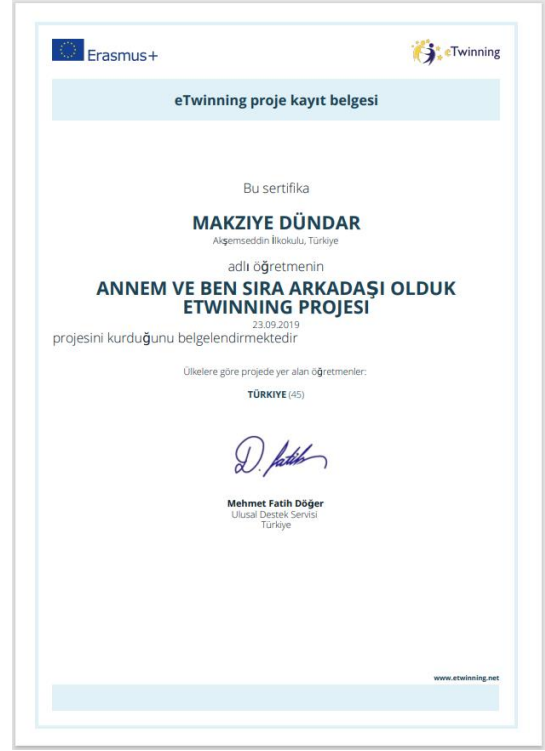 Erasmus+
eTwinning
eTwinning proje kayıt belgesi
Bu sertifika
MAKZIYE DÜNDAR
Akşemseddin İlkokulu, Türkiye
adlı öğretmenin
ANNEM VE BEN SIRA ARKADAŞI OLDUK
ETWINNING PROJESI
23.09.2019
projesini kurduğunu belgelendirmektedir
Ülkelere göre projede yer alan öğretmenler:
TÜRKIYE (45)
D. fatih
Mehmet Fatih Döğer
Ulusal Destek Servisi
Türkiye
www.etwinning.net